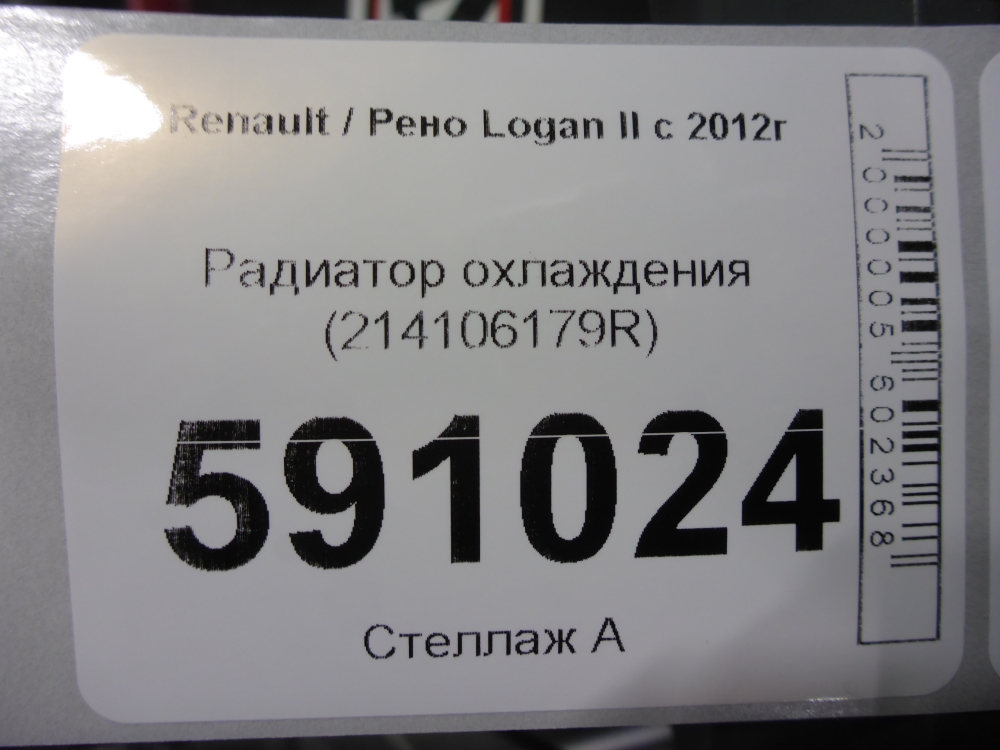 Renault / Рено Logan II с 2012г
Радиатор охлаждения
(214106179R)
591024
Стеллаж А
2000005602368